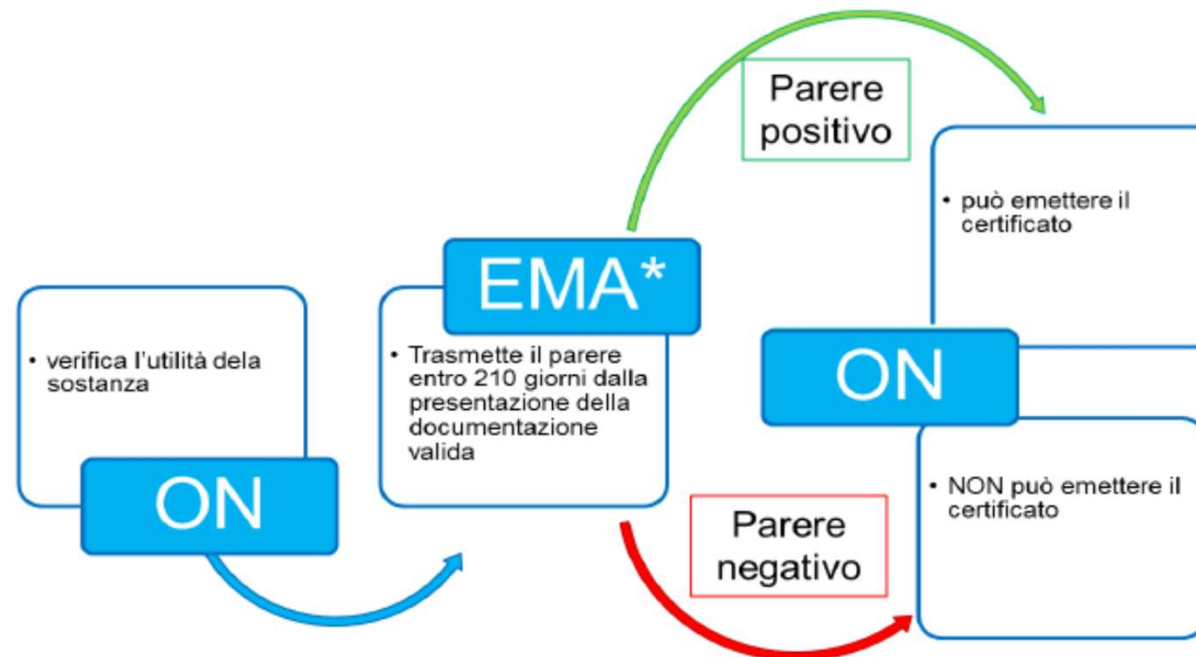 • verifica l'utilità dela
sostanza
ON
EMA*
• Trasmette il parere
entro 210 giorni dalla
presentazione della
documentazione
valida
Parere
positivo
Parere
negativo
• può emettere il
certificato
ON
• NON può emettere il
certificato